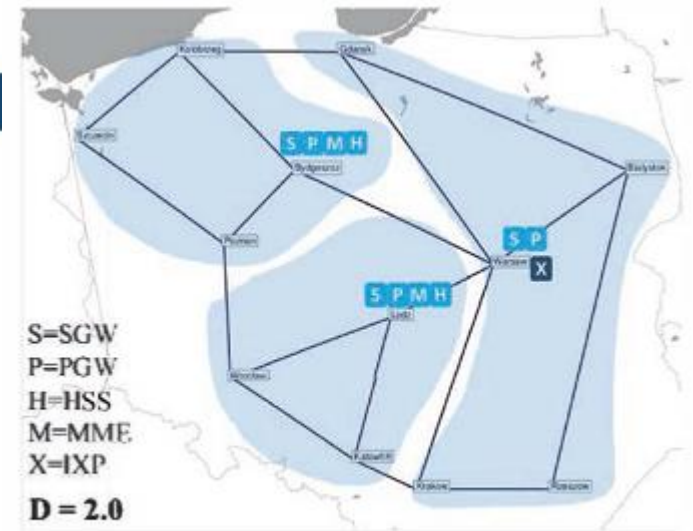 Kolobrzeg
Gdansk
Szczecin
S P M H
Bydgoszcz
Bialystok
Poznan
S P
Warsaw
X
S P M H
Lodz
S=SGW
P=PGW
Wroclaw
H=HSS
M=MME
X=IXP
Katowice
Krakow
Rzeszow
D = 2.0